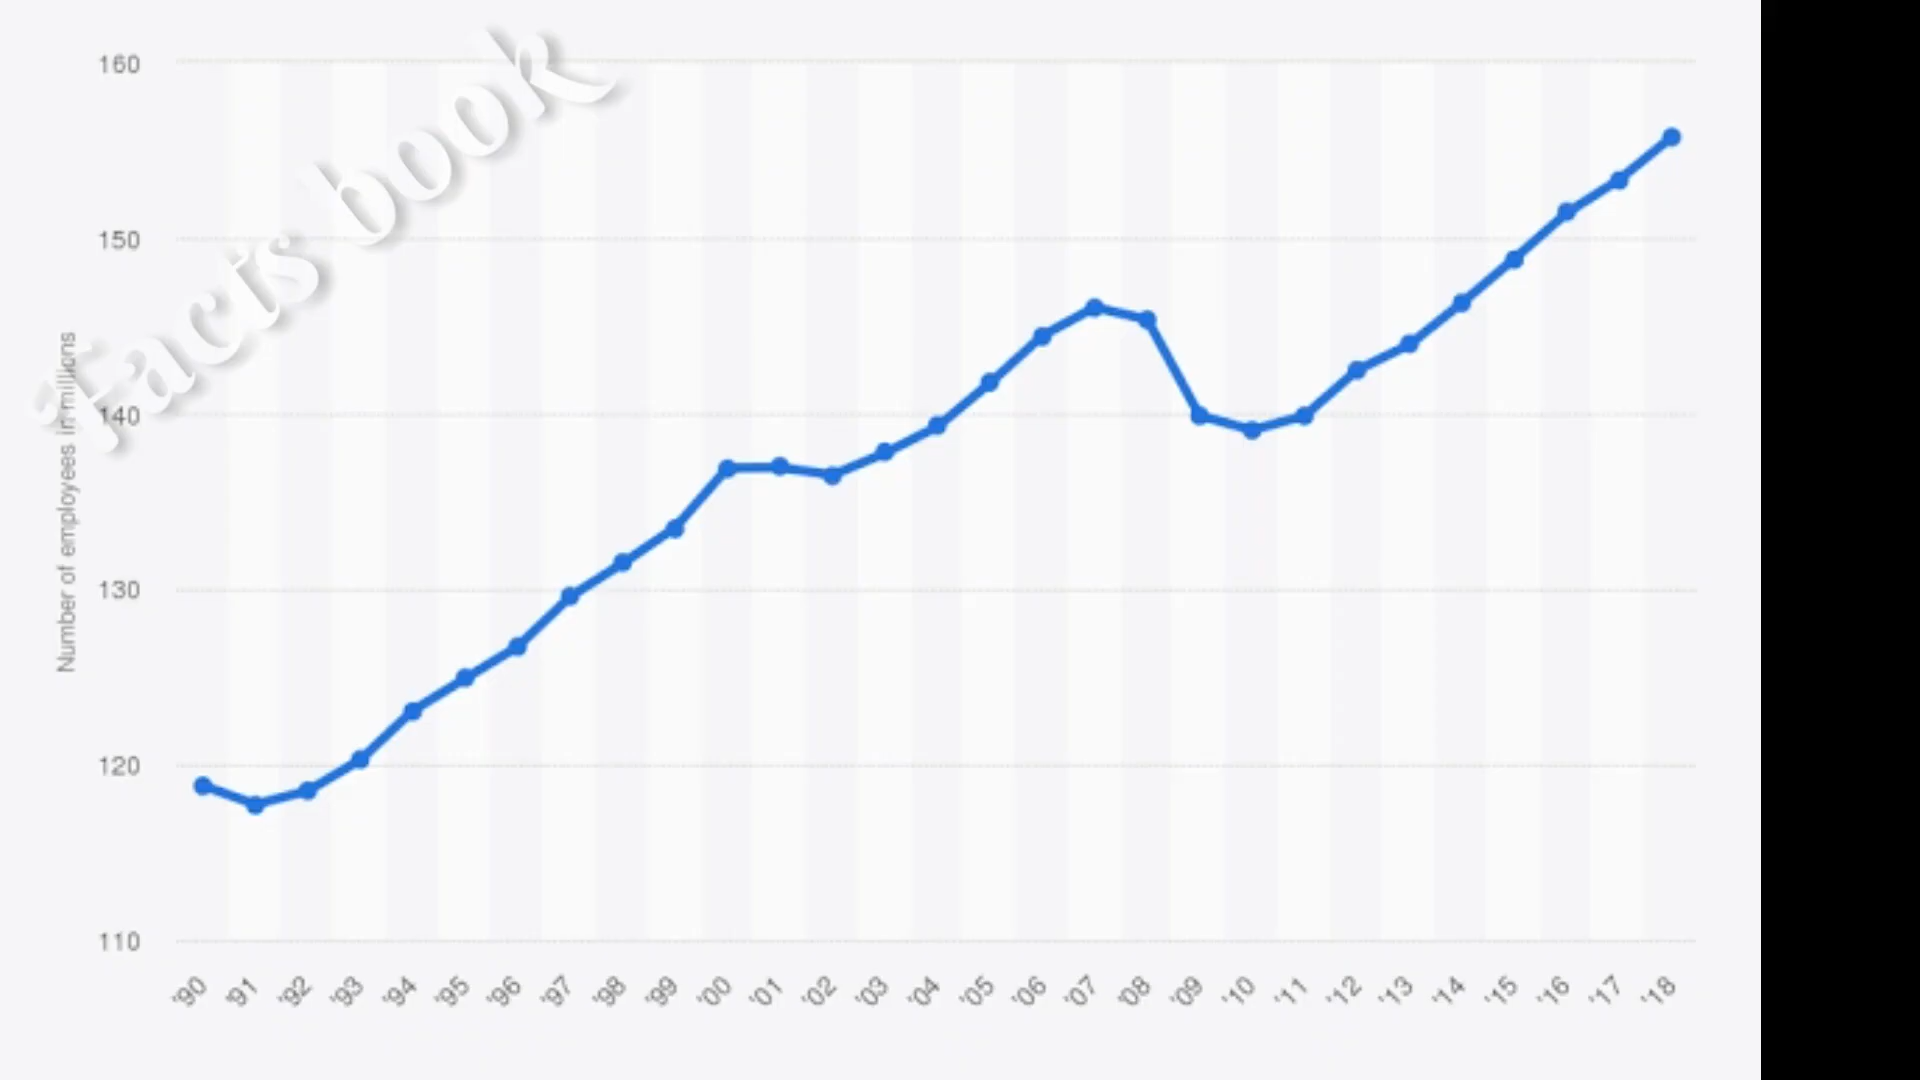 Facts book
160
150
140
130
120
110
Number of employees in millions
'90 '91 '92 '93 '94 '95 '96 '97 '98 '99 '00 '01 '02 '03 '04 '05 '06 '07 '08 '09 '10 '11 '12 '13 '14 '15 '16 '17 '18